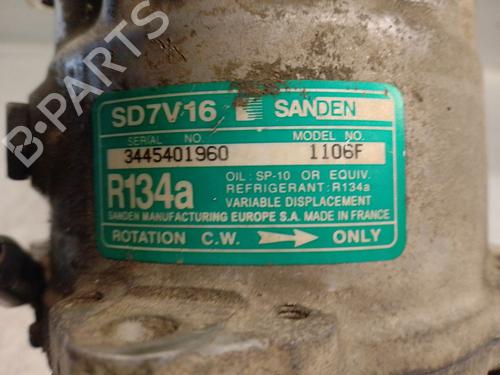 B-PARTS
SD7V16 SANDEN
SERIAL NO. MODEL NO.
3445401960 1106F
R134a
OIL: SP-10 OR EQUIV.
REFRIGERANT: R134a
VARIABLE DISPLACEMENT
SANDEN MANUFACTURING EUROPE S.A. MADE IN FRANCE
ROTATION C.W. ONLY